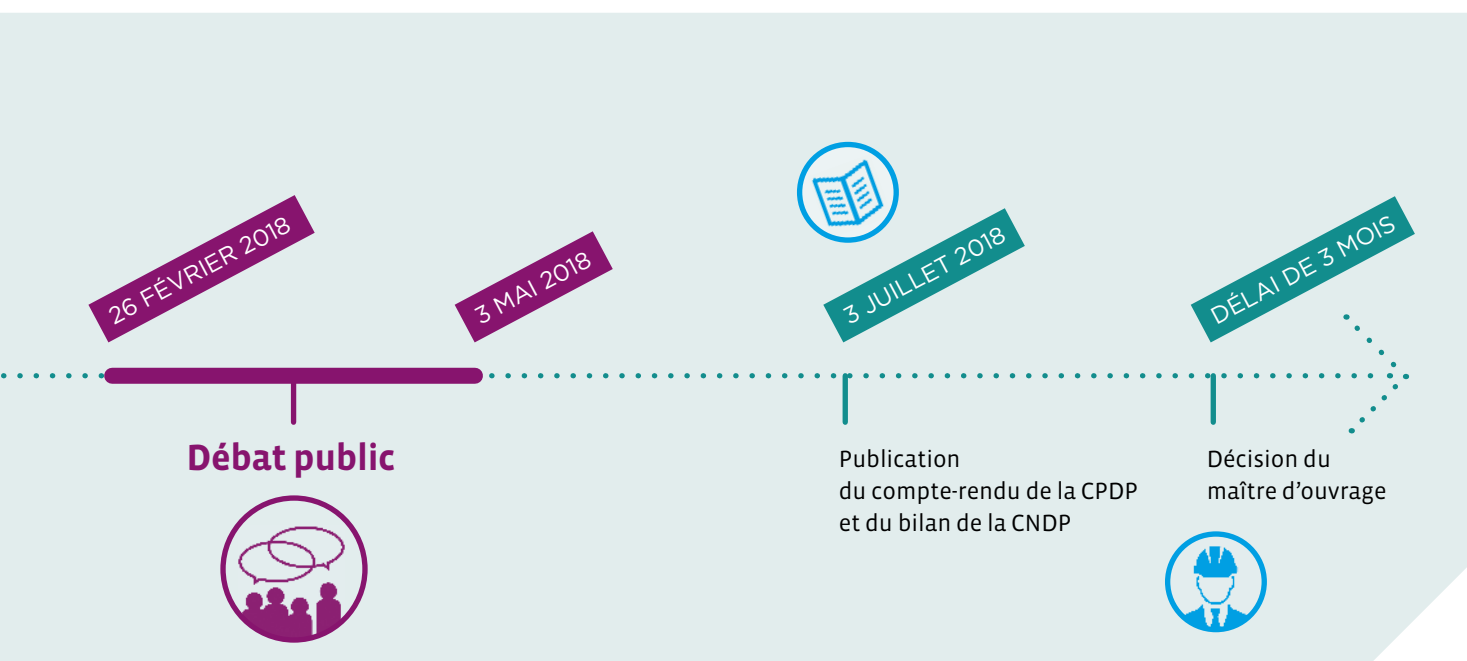 26 FÉVRIER 2018
3 MAI 2018
3 JUILLET 2018
DÉLAI DE 3 MOIS
Débat public
Publication
du compte-rendu de la CPDP
et du bilan de la CNDP
Décision du
maître d’ouvrage